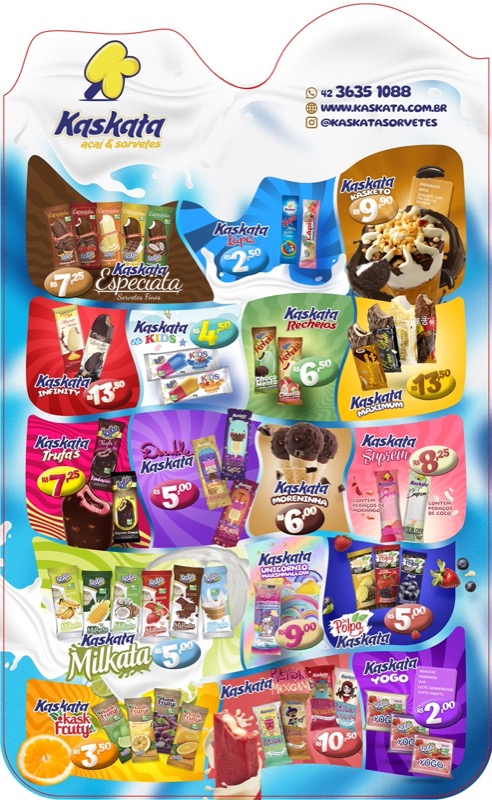 Kaskata
açaí & sorvetes
42 3635 1088
WWW.KASKATA.COM.BR
@KASKATASORVETES
R$ 7,25
Kaskata
Especiata
Sorvetes Finos
Kaskata
Lápis
R$ 2,50
Kaskata
KASKETO
R$ 9,90
Kaskata
INFINITY
R$ 13,50
Kaskata
KIDS
R$ 4,50
Kaskata
Recheios
R$ 6,50
Kaskata
MAXIMUM
R$ 13,50
Kaskata
Trufa's
R$ 7,25
Double
Kaskata
R$ 5,00
Kaskata
MORENINHA
R$ 6,00
Kaskata
Suprem
R$ 8,25
CONTÉM
PEDAÇOS DE
MORANGO
CONTÉM
PEDAÇOS
DE COCO
Kaskata
Milkata
R$ 5,00
Kaskata
UNICORNIO
MARSHMALLOW
R$ 9,00
Polpa
Kaskata
R$ 5,00
Kaskata
kask
fruty
R$ 3,50
Kaskata
R$ 10,50
Kaskata
YOGO
R$ 2,00